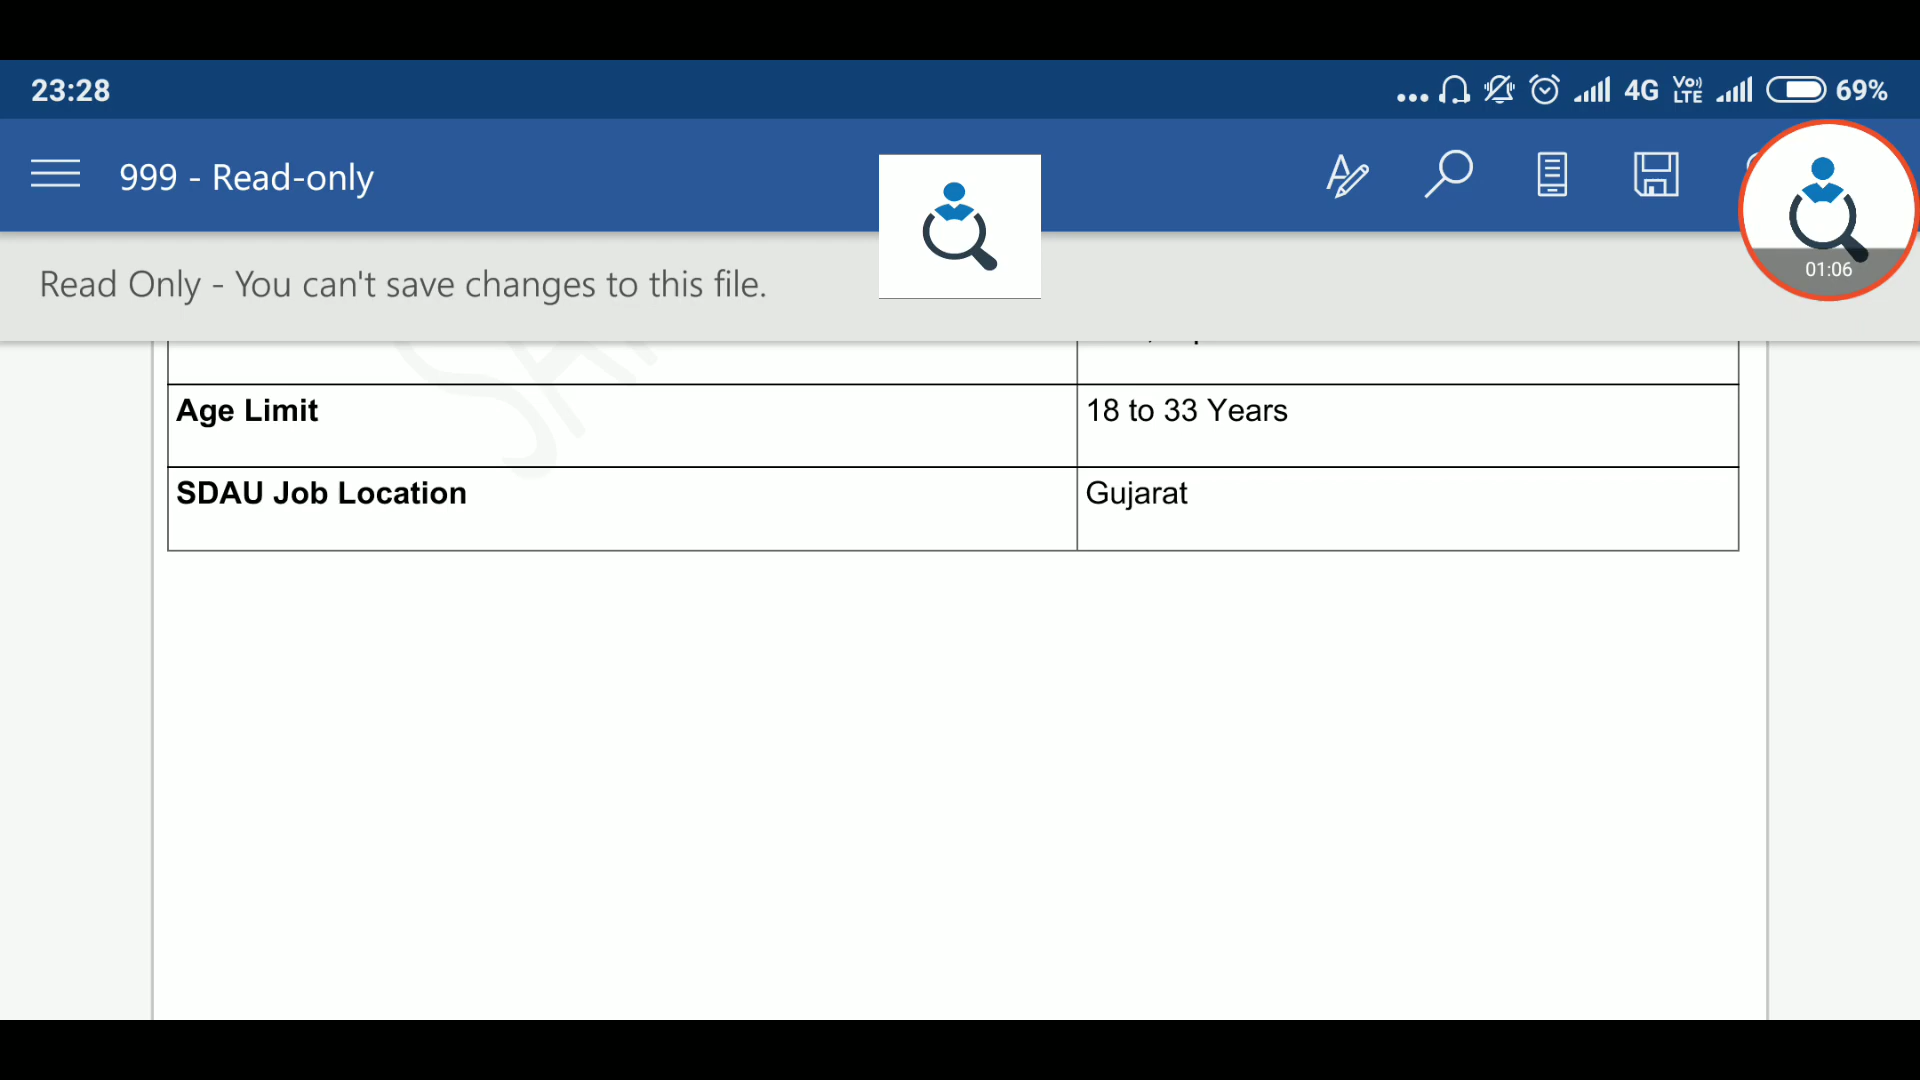 23:28
4G
VoLTE
69%
999 - Read-only
01:06
Read Only - You can't save changes to this file.
Age Limit 18 to 33 Years
SDAU Job Location Gujarat